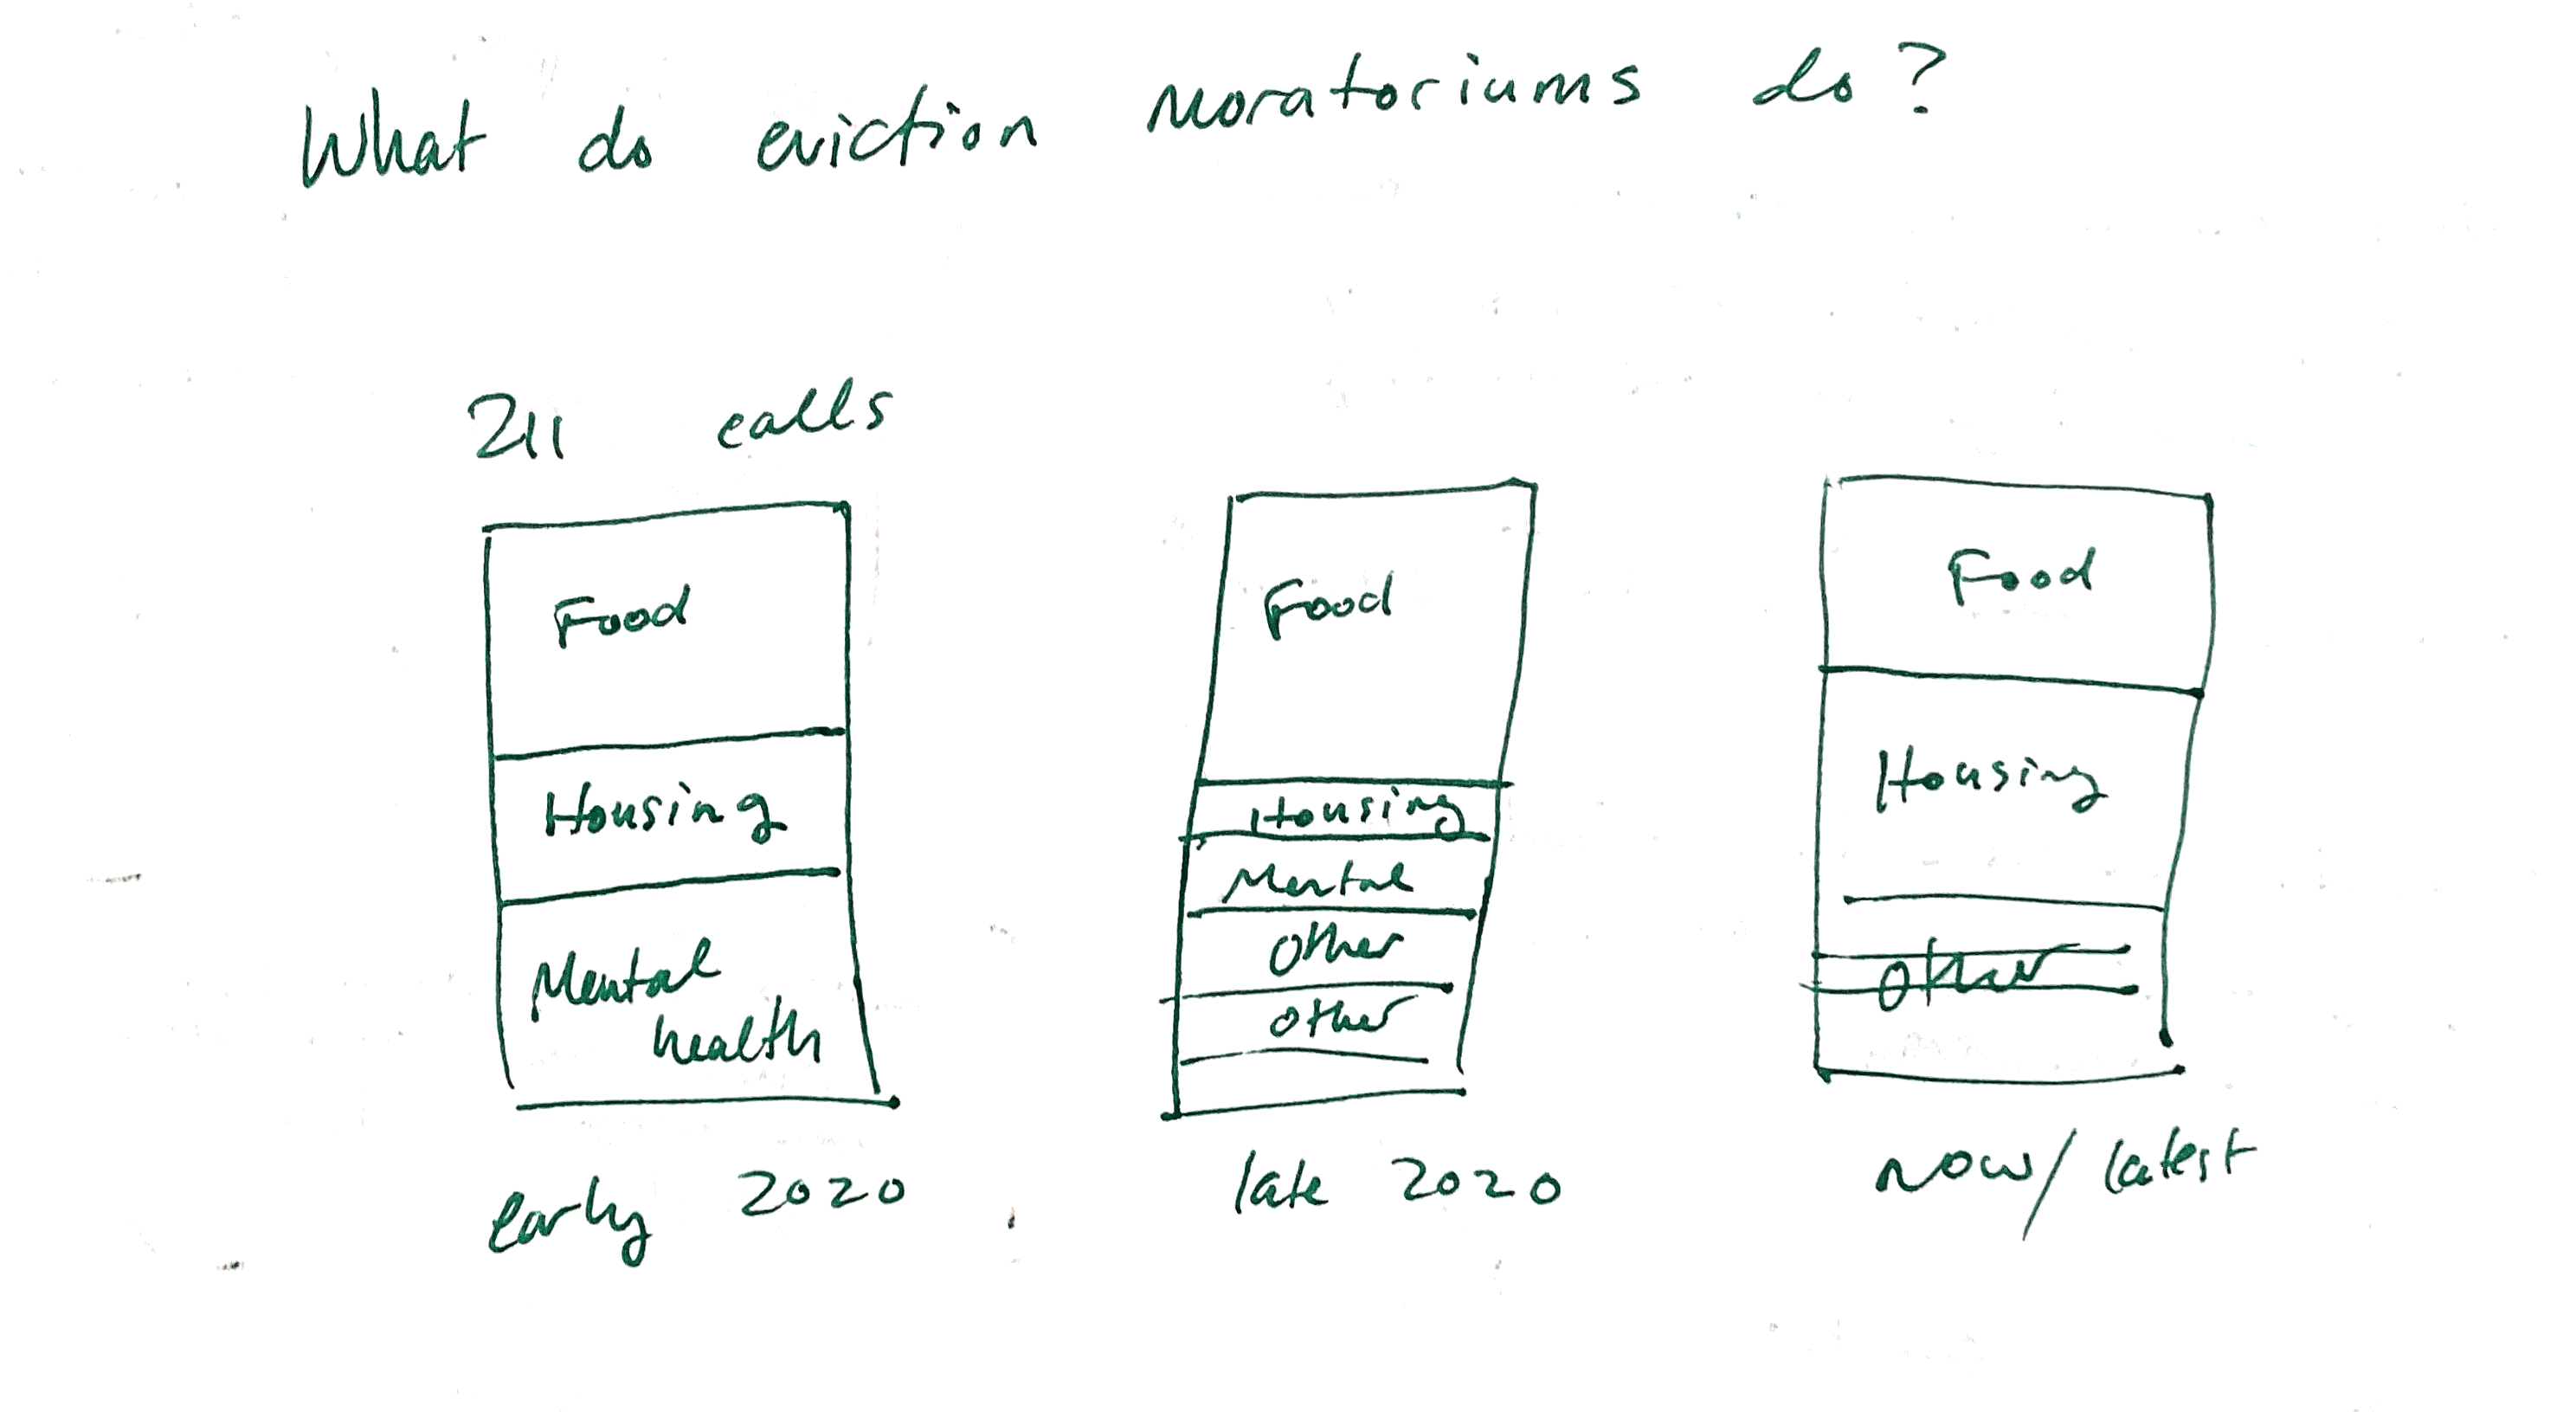 What do eviction moratoriums do?
211 calls
Food
Housing
Mental
health
early 2020
Food
Housing
Mental
Other
Other
late 2020
Food
Housing
Other
now/latest